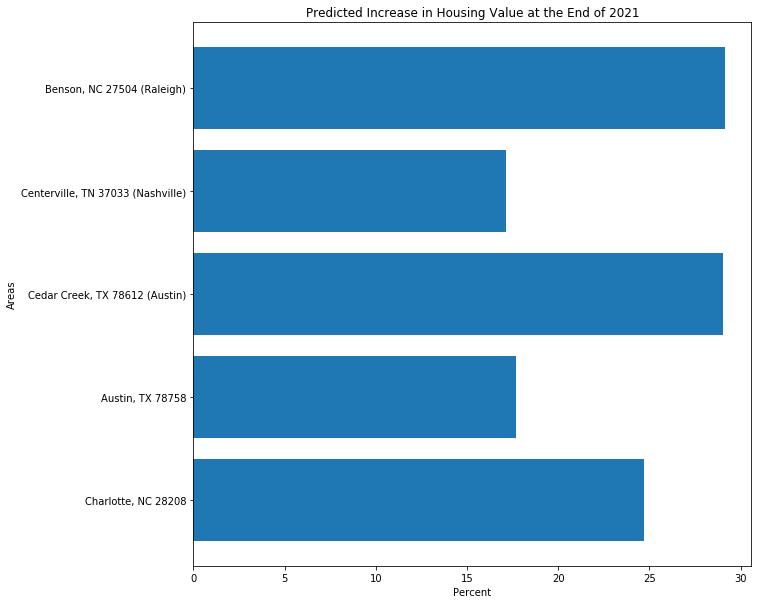 Predicted Increase in Housing Value at the End of 2021
Areas
Benson, NC 27504 (Raleigh)
Centerville, TN 37033 (Nashville)
Cedar Creek, TX 78612 (Austin)
Austin, TX 78758
Charlotte, NC 28208
0 5 10 15 20 25 30
Percent